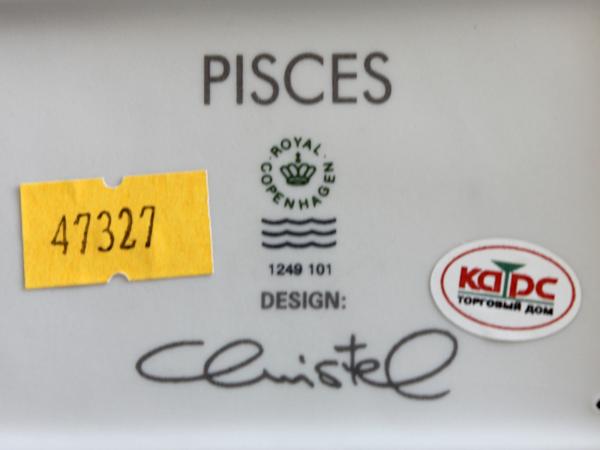 PISCES
ROYAL
COPENHAGEN
47327
1249 101
DESIGN:
Christel
КАРС
ТОРГОВЫЙ ДОМ